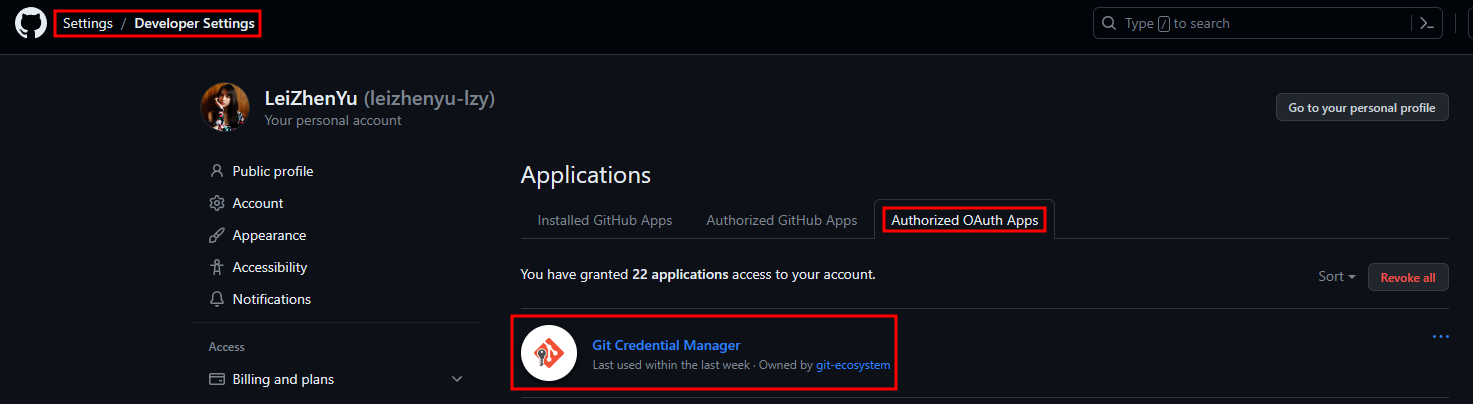 Settings / Developer Settings
Type / to search
LeiZhenYu (leizhenyu-lzy)
Your personal account
Go to your personal profile
Public profile
Account
Appearance
Accessibility
Notifications
Access
Billing and plans
Applications
Installed GitHub Apps Authorized GitHub Apps Authorized OAuth Apps
You have granted 22 applications access to your account.
Sort Revoke all
Git Credential Manager
Last used within the last week · Owned by git-ecosystem